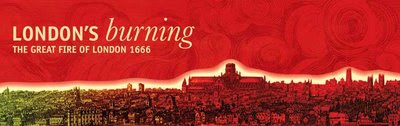 LONDON'S burning
THE GREAT FIRE OF LONDON 1666